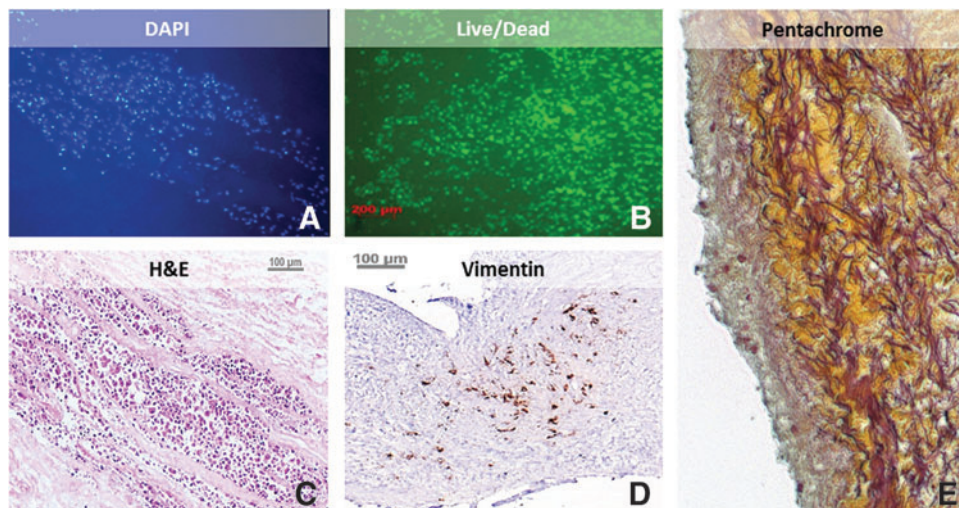 DAPI
Live/Dead
Pentachrome
A
200 µm
B
H&E
100 µm
Vimentin
100 µm
C
D
E